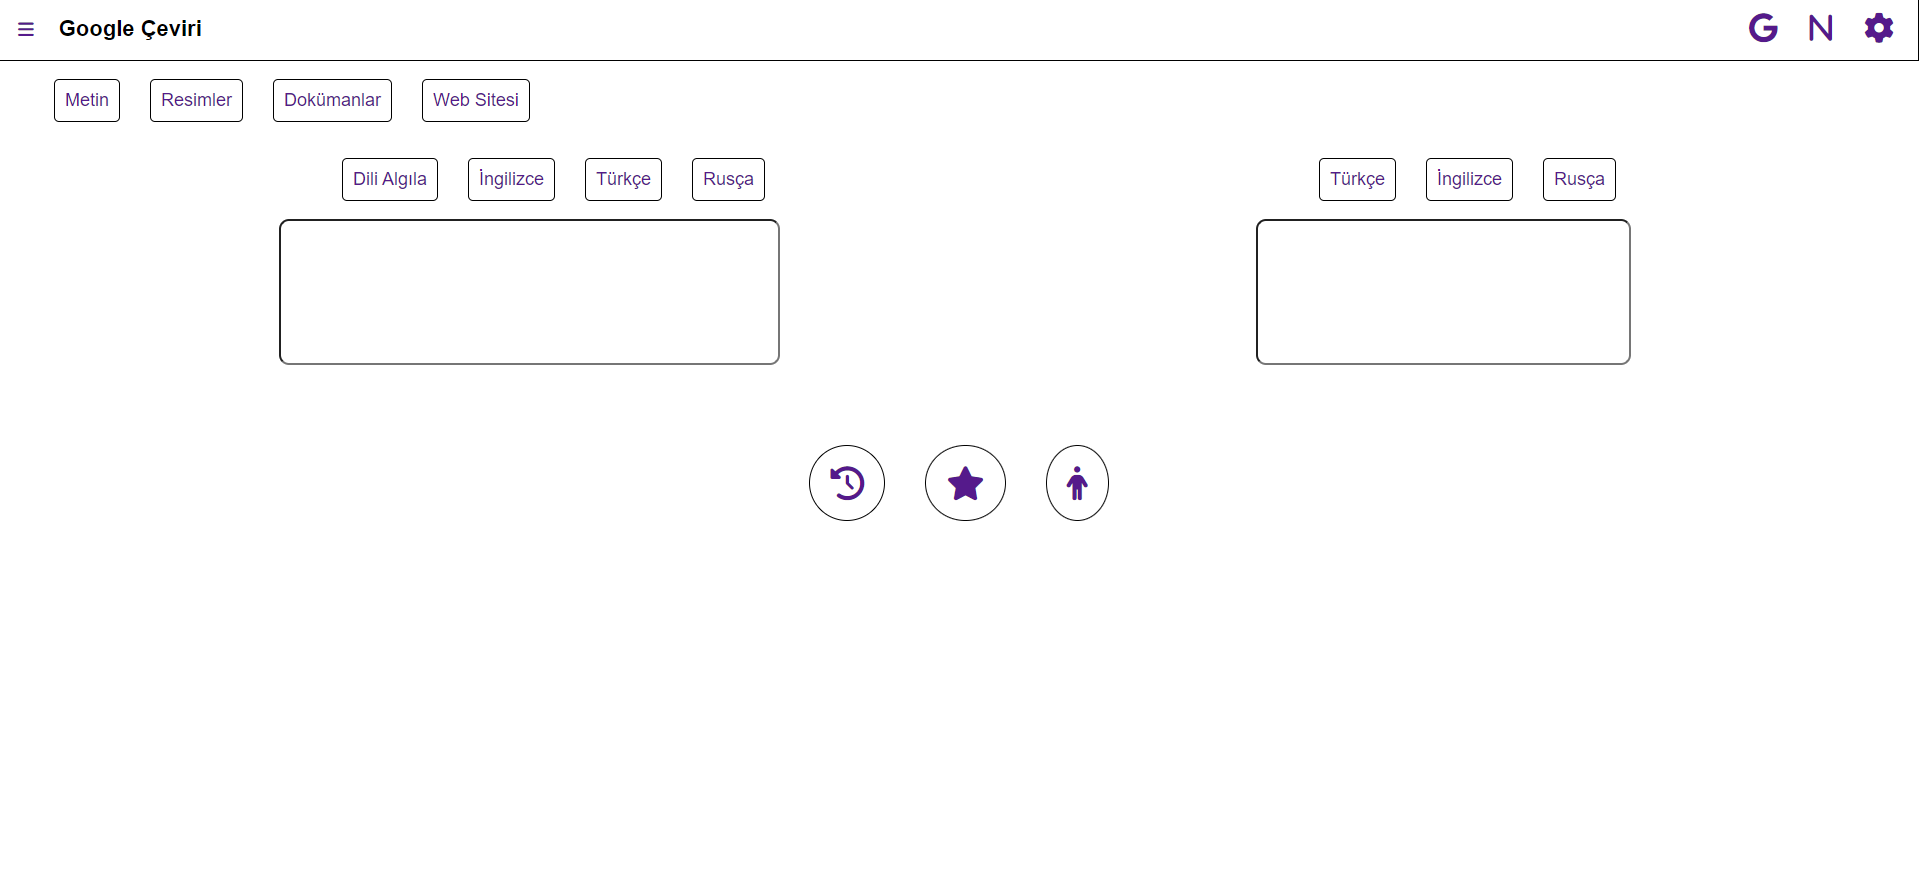 Google Çeviri G N
Metin Resimler Dokümanlar Web Sitesi
Dili Algıla İngilizce Türkçe Rusça Türkçe İngilizce Rusça